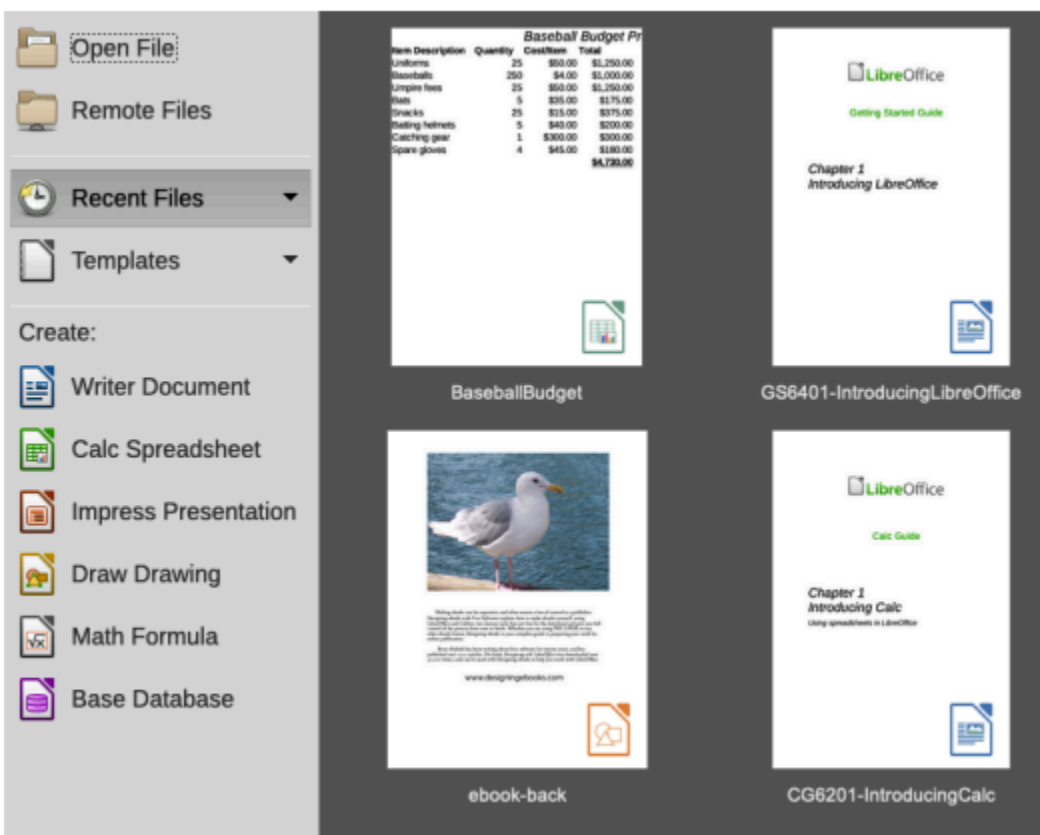 Open File
Remote Files
Recent Files
Templates
Create:
Writer Document
Calc Spreadsheet
Impress Presentation
Draw Drawing
Math Formula
Base Database
Baseball Budget Pr
Item Description Quantity Cost/Item Total
Uniforms 25 $50.00 $1,250.00
Baseballs 250 $4.00 $1,000.00
Umpire fees 25 $50.00 $1,250.00
Bats 5 $35.00 $175.00
Snacks 25 $15.00 $375.00
Batting helmets 5 $40.00 $200.00
Catching gear 1 $300.00 $300.00
Spare gloves 4 $45.00 $180.00
$4,730.00
BaseballBudget
LibreOffice
Getting Started Guide
Chapter 1
Introducing LibreOffice
GS6401-IntroducingLibreOffice
www.designingebooks.com
ebook-back
LibreOffice
Calc Guide
Chapter 1
Introducing Calc
Using spreadsheets in LibreOffice
CG6201-IntroducingCalc